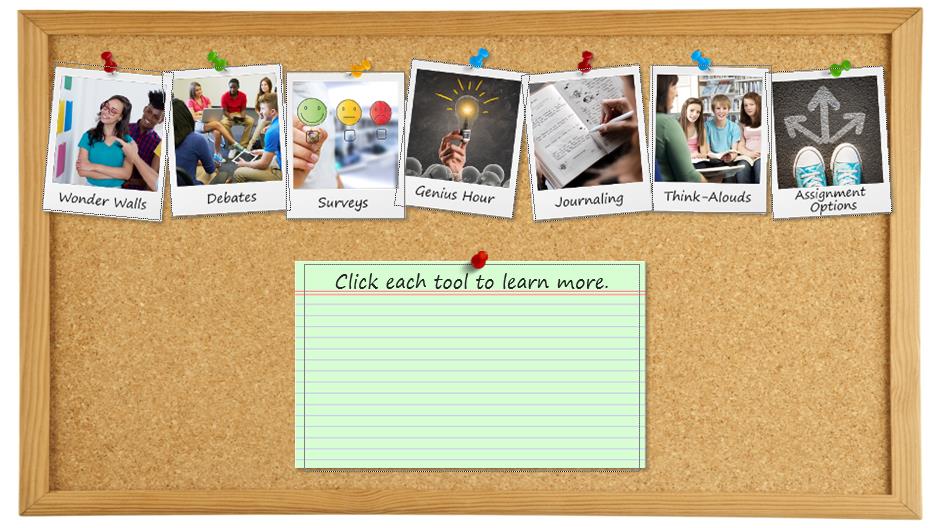 Wonder Walls
Debates
Surveys
Genius Hour
Journaling
Think-Alouds
Assignment
Options
Click each tool to learn more.